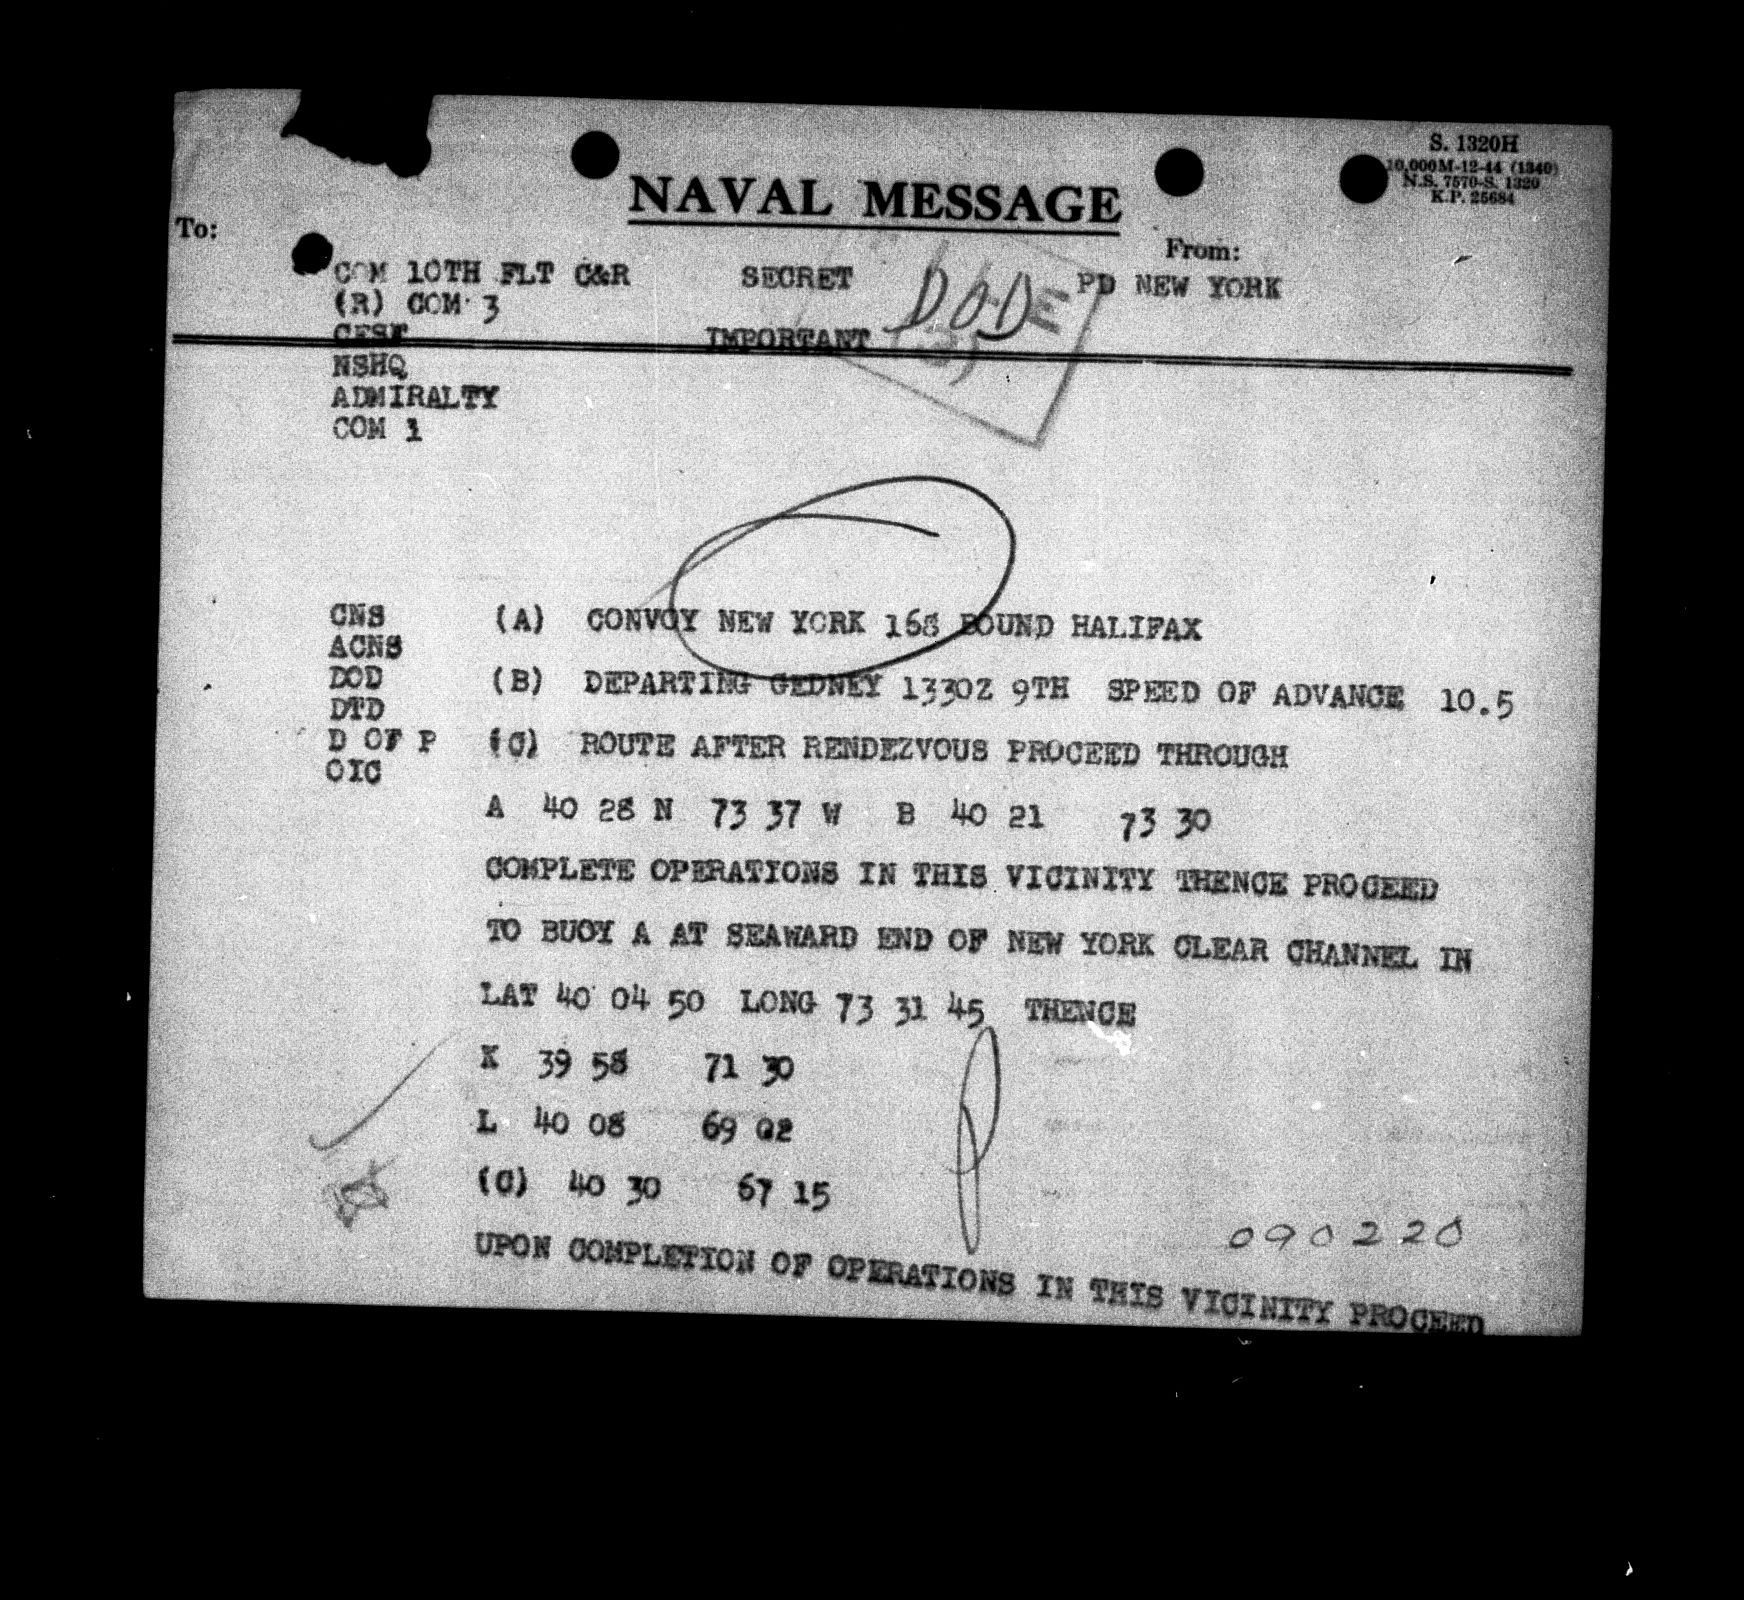 S. 1320H
10,000M-12-44 (1340)
N.S. 7570-S. 1320
K.P. 25684
NAVAL MESSAGE
To:
From:
COM 10TH FLT C&R SECRET DOD PD NEW YORK
(R) COM 3
CESF IMPORTANT
NSHQ
ADMIRALTY
COM 1
CNS (A) CONVOY NEW YORK 168 BOUND HALIFAX
ACNS
DOD (B) DEPARTING GEDNEY 1330Z 9TH SPEED OF ADVANCE 10.5
DTD
D OF P (C) ROUTE AFTER RENDEZVOUS PROCEED THROUGH
OIC
A 40 28 N 73 37 W B 40 21 73 30
COMPLETE OPERATIONS IN THIS VICINITY THENCE PROCEED
TO BUOY A AT SEAWARD END OF NEW YORK CLEAR CHANNEL IN
LAT 40 04 50 LONG 73 31 45 THENCE
K 39 58 71 30
L 40 08 69 02
(C) 40 30 67 15
090220
UPON COMPLETION OF OPERATIONS IN THIS VICINITY PROCEED